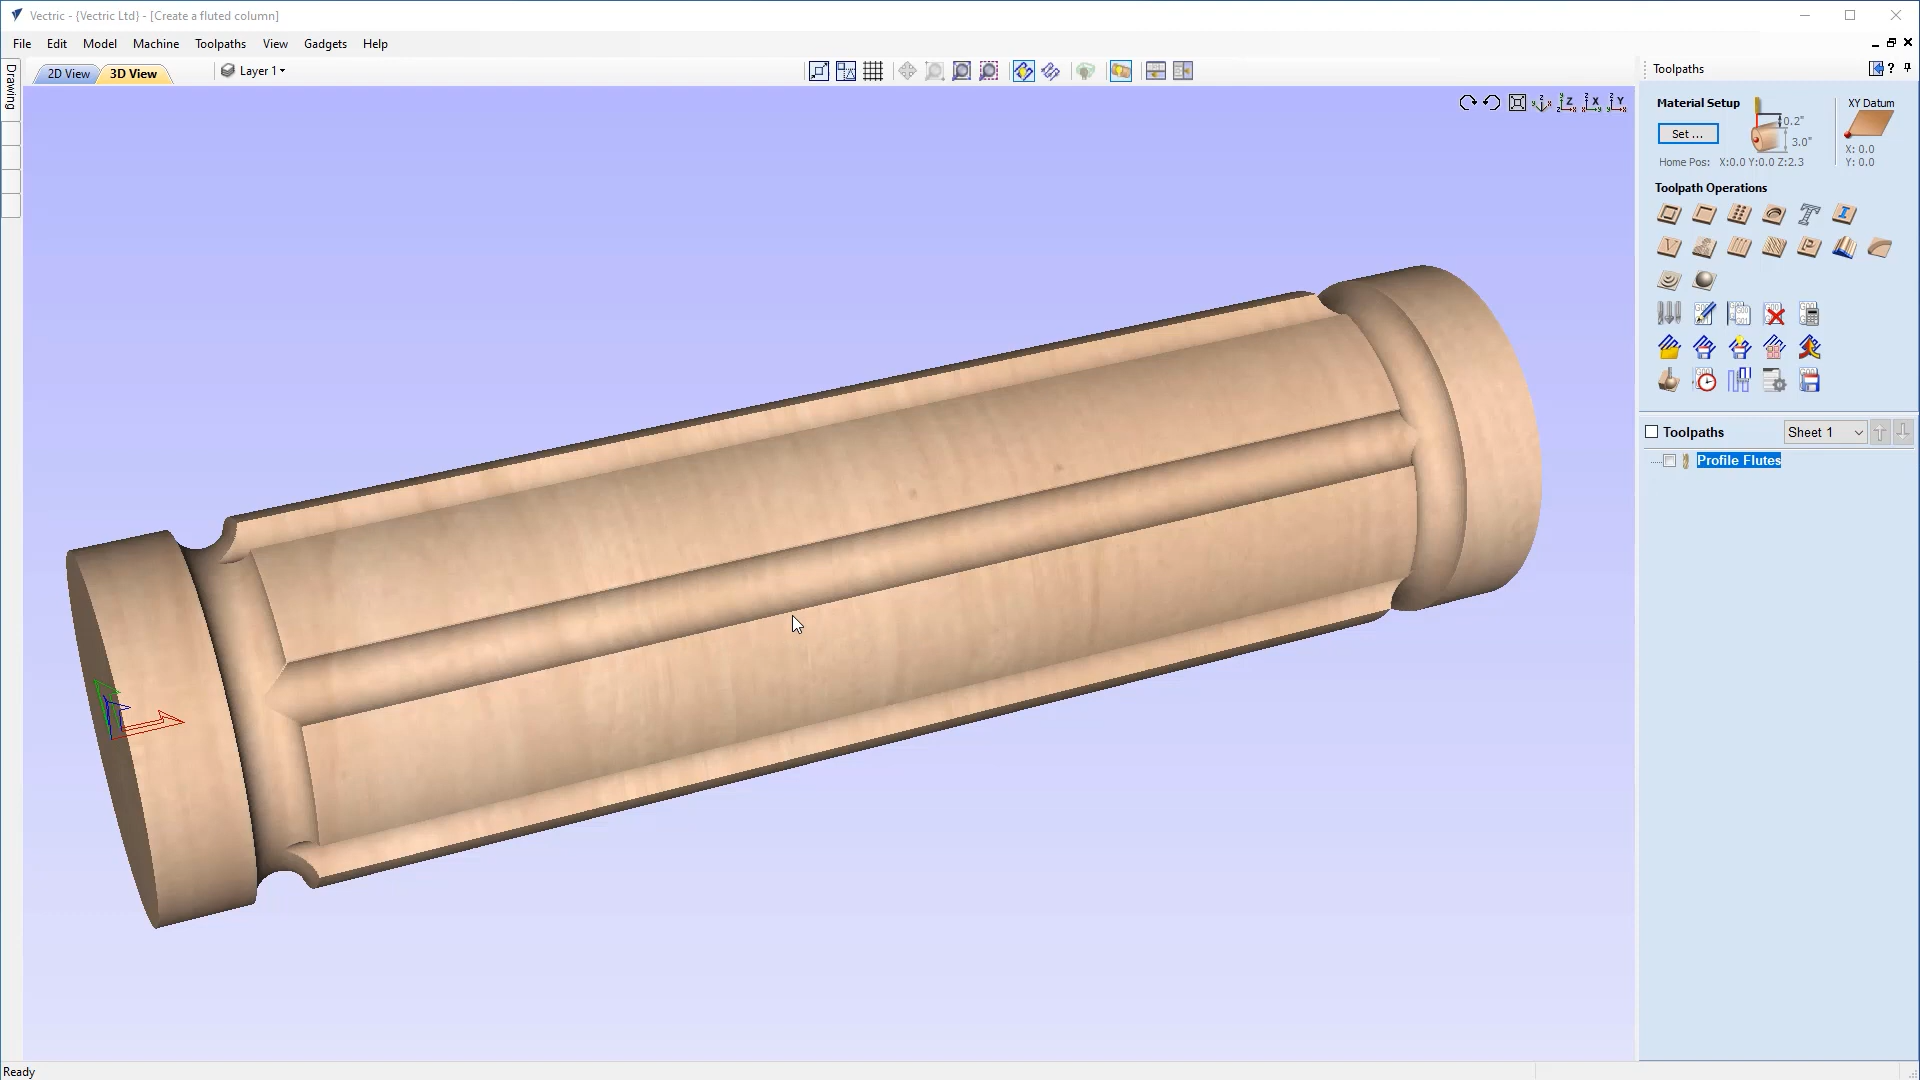 Vectric - {Vectric Ltd} - [Create a fluted column]
File Edit Model Machine Toolpaths View Gadgets Help
Drawing
2D View 3D View Layer 1
Toolpaths
Material Setup XY Datum
Set ...
0.2"
3.0"
X: 0.0
Y: 0.0
Home Pos: X:0.0 Y:0.0 Z:2.3
Toolpath Operations
Toolpaths Sheet 1
Profile Flutes
Ready